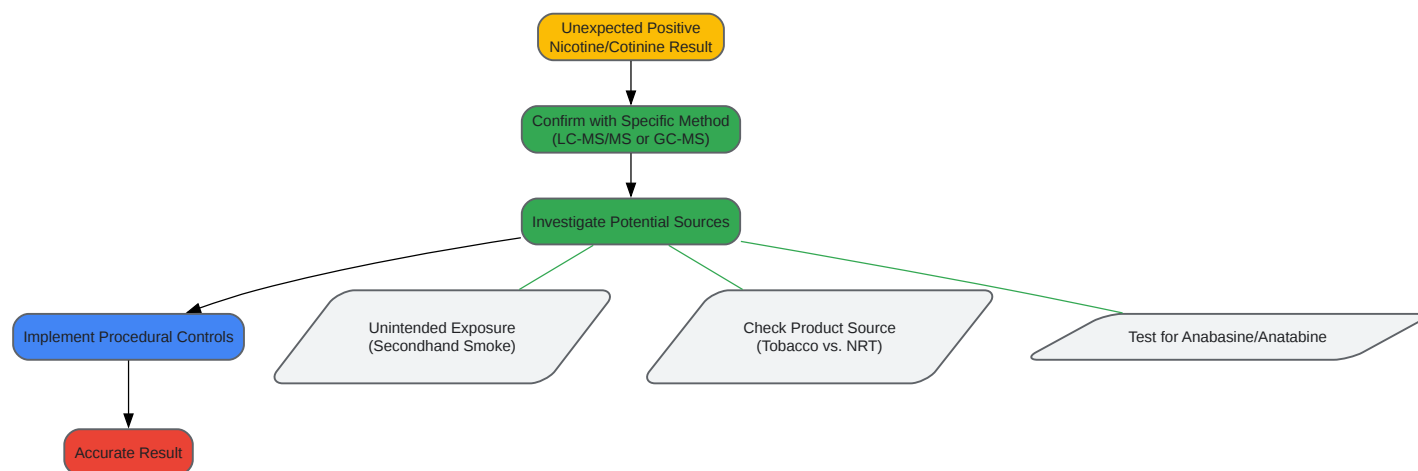 Unexpected Positive
Nicotine/Cotinine Result
Confirm with Specific Method
(LC-MS/MS or GC-MS)
Investigate Potential Sources
Implement Procedural Controls
Unintended Exposure
(Secondhand Smoke)
Check Product Source
(Tobacco vs. NRT)
Test for Anabasine/Anatabine
Accurate Result